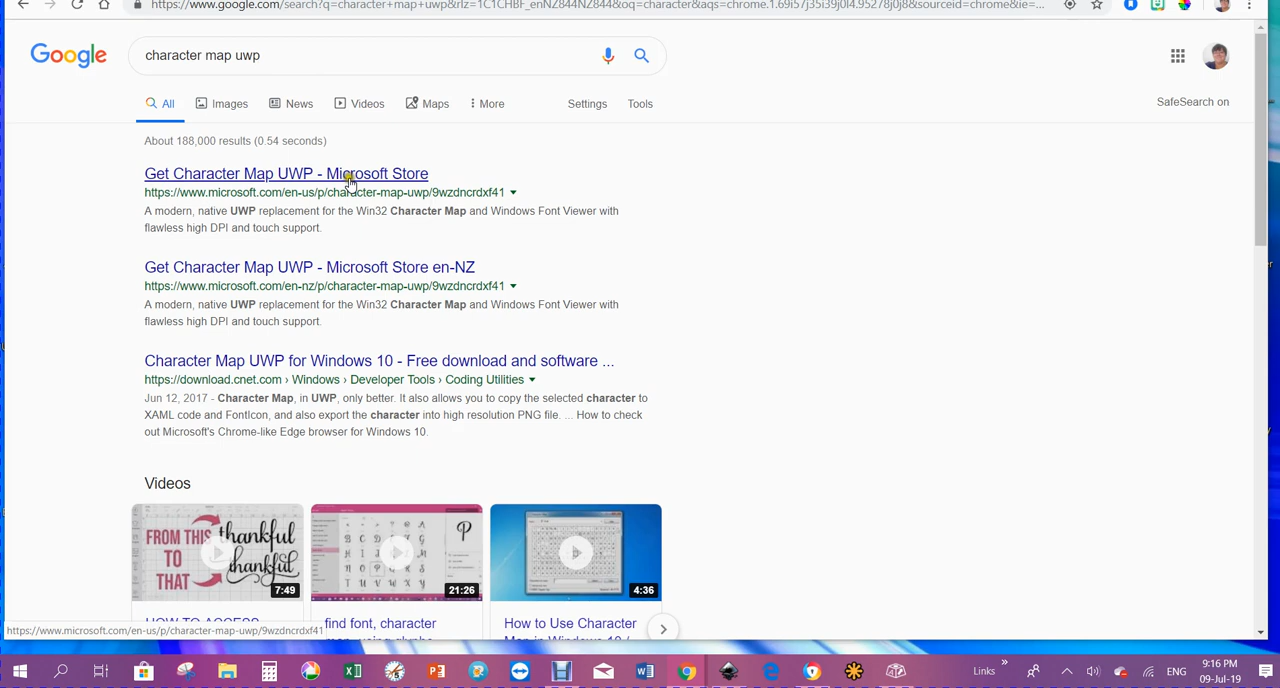 https://www.google.com/search?q=character+map+uwp&rlz=1C1CHBF_enNZ844NZ844&oq=character&aqs=chrome.1.69i57j35i39j0l4.95278j0j8&sourceid=chrome&ie=...
Google
character map uwp
All
Images
News
Videos
Maps
More
Settings
Tools
SafeSearch on
About 188,000 results (0.54 seconds)
Get Character Map UWP - Microsoft Store
https://www.microsoft.com/en-us/p/character-map-uwp/9wzdncrdxf41
A modern, native UWP replacement for the Win32 Character Map and Windows Font Viewer with
flawless high DPI and touch support.
Get Character Map UWP - Microsoft Store en-NZ
https://www.microsoft.com/en-nz/p/character-map-uwp/9wzdncrdxf41
A modern, native UWP replacement for the Win32 Character Map and Windows Font Viewer with
flawless high DPI and touch support.
Character Map UWP for Windows 10 - Free download and software ...
https://download.cnet.com › Windows › Developer Tools › Coding Utilities
Jun 12, 2017 - Character Map, in UWP, only better. It also allows you to copy the selected character to
XAML code and FontIcon, and also export the character into high resolution PNG file. ... How to check
out Microsoft's Chrome-like Edge browser for Windows 10.
Videos
FROM THIS
TO
THAT
thankful
thankful
7:49
P
21:26
4:36
HOW TO ACCESS
find font, character
map, using glyphs
How to Use Character
Map in Windows 10 /
https://www.microsoft.com/en-us/p/character-map-uwp/9wzdncrdxf41
Links
ENG
9:16 PM
09-Jul-19